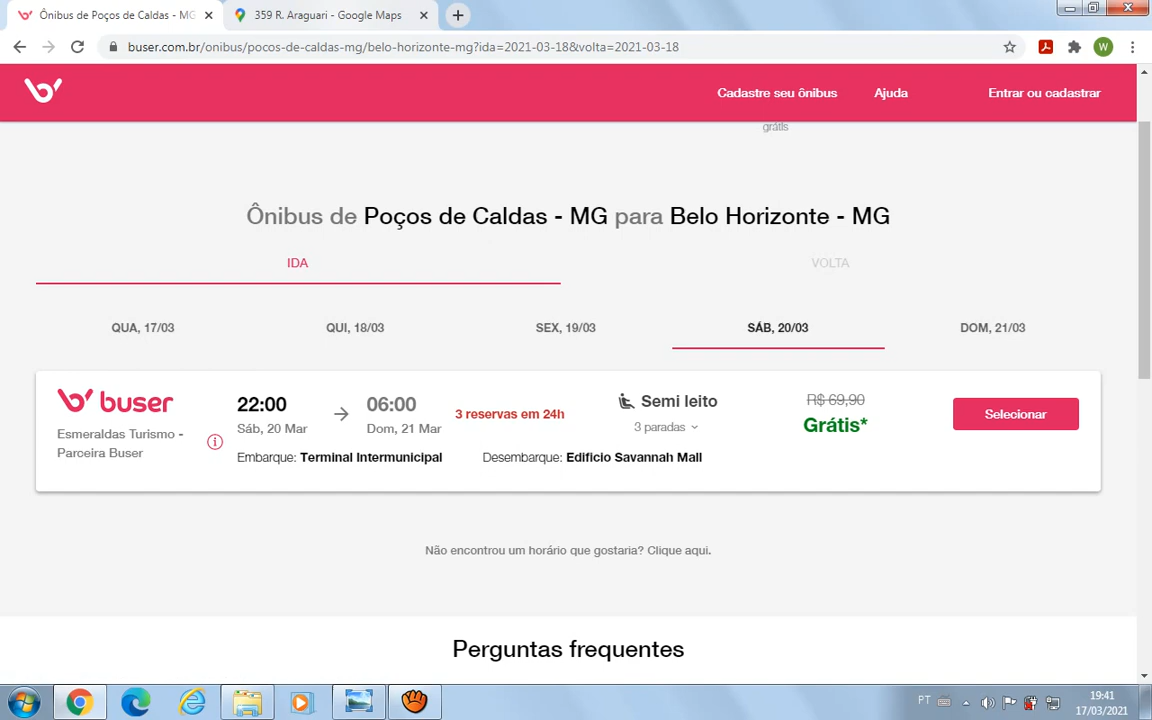 Ônibus de Poços de Caldas - MG
359 R. Araguari - Google Maps
buser.com.br/onibus/pocos-de-caldas-mg/belo-horizonte-mg?ida=2021-03-18&volta=2021-03-18
W
Cadastre seu ônibus
Ajuda
Entrar ou cadastrar
grátis
Ônibus de Poços de Caldas - MG para Belo Horizonte - MG
IDA
VOLTA
QUA, 17/03
QUI, 18/03
SEX, 19/03
SÁB, 20/03
DOM, 21/03
buser
Esmeraldas Turismo -
Parceira Buser
22:00
Sáb, 20 Mar
06:00
Dom, 21 Mar
3 reservas em 24h
Semi leito
3 paradas
R$ 69,90
Grátis*
Selecionar
Embarque: Terminal Intermunicipal
Desembarque: Edificio Savannah Mall
Não encontrou um horário que gostaria? Clique aqui.
Perguntas frequentes
PT
19:41
17/03/2021